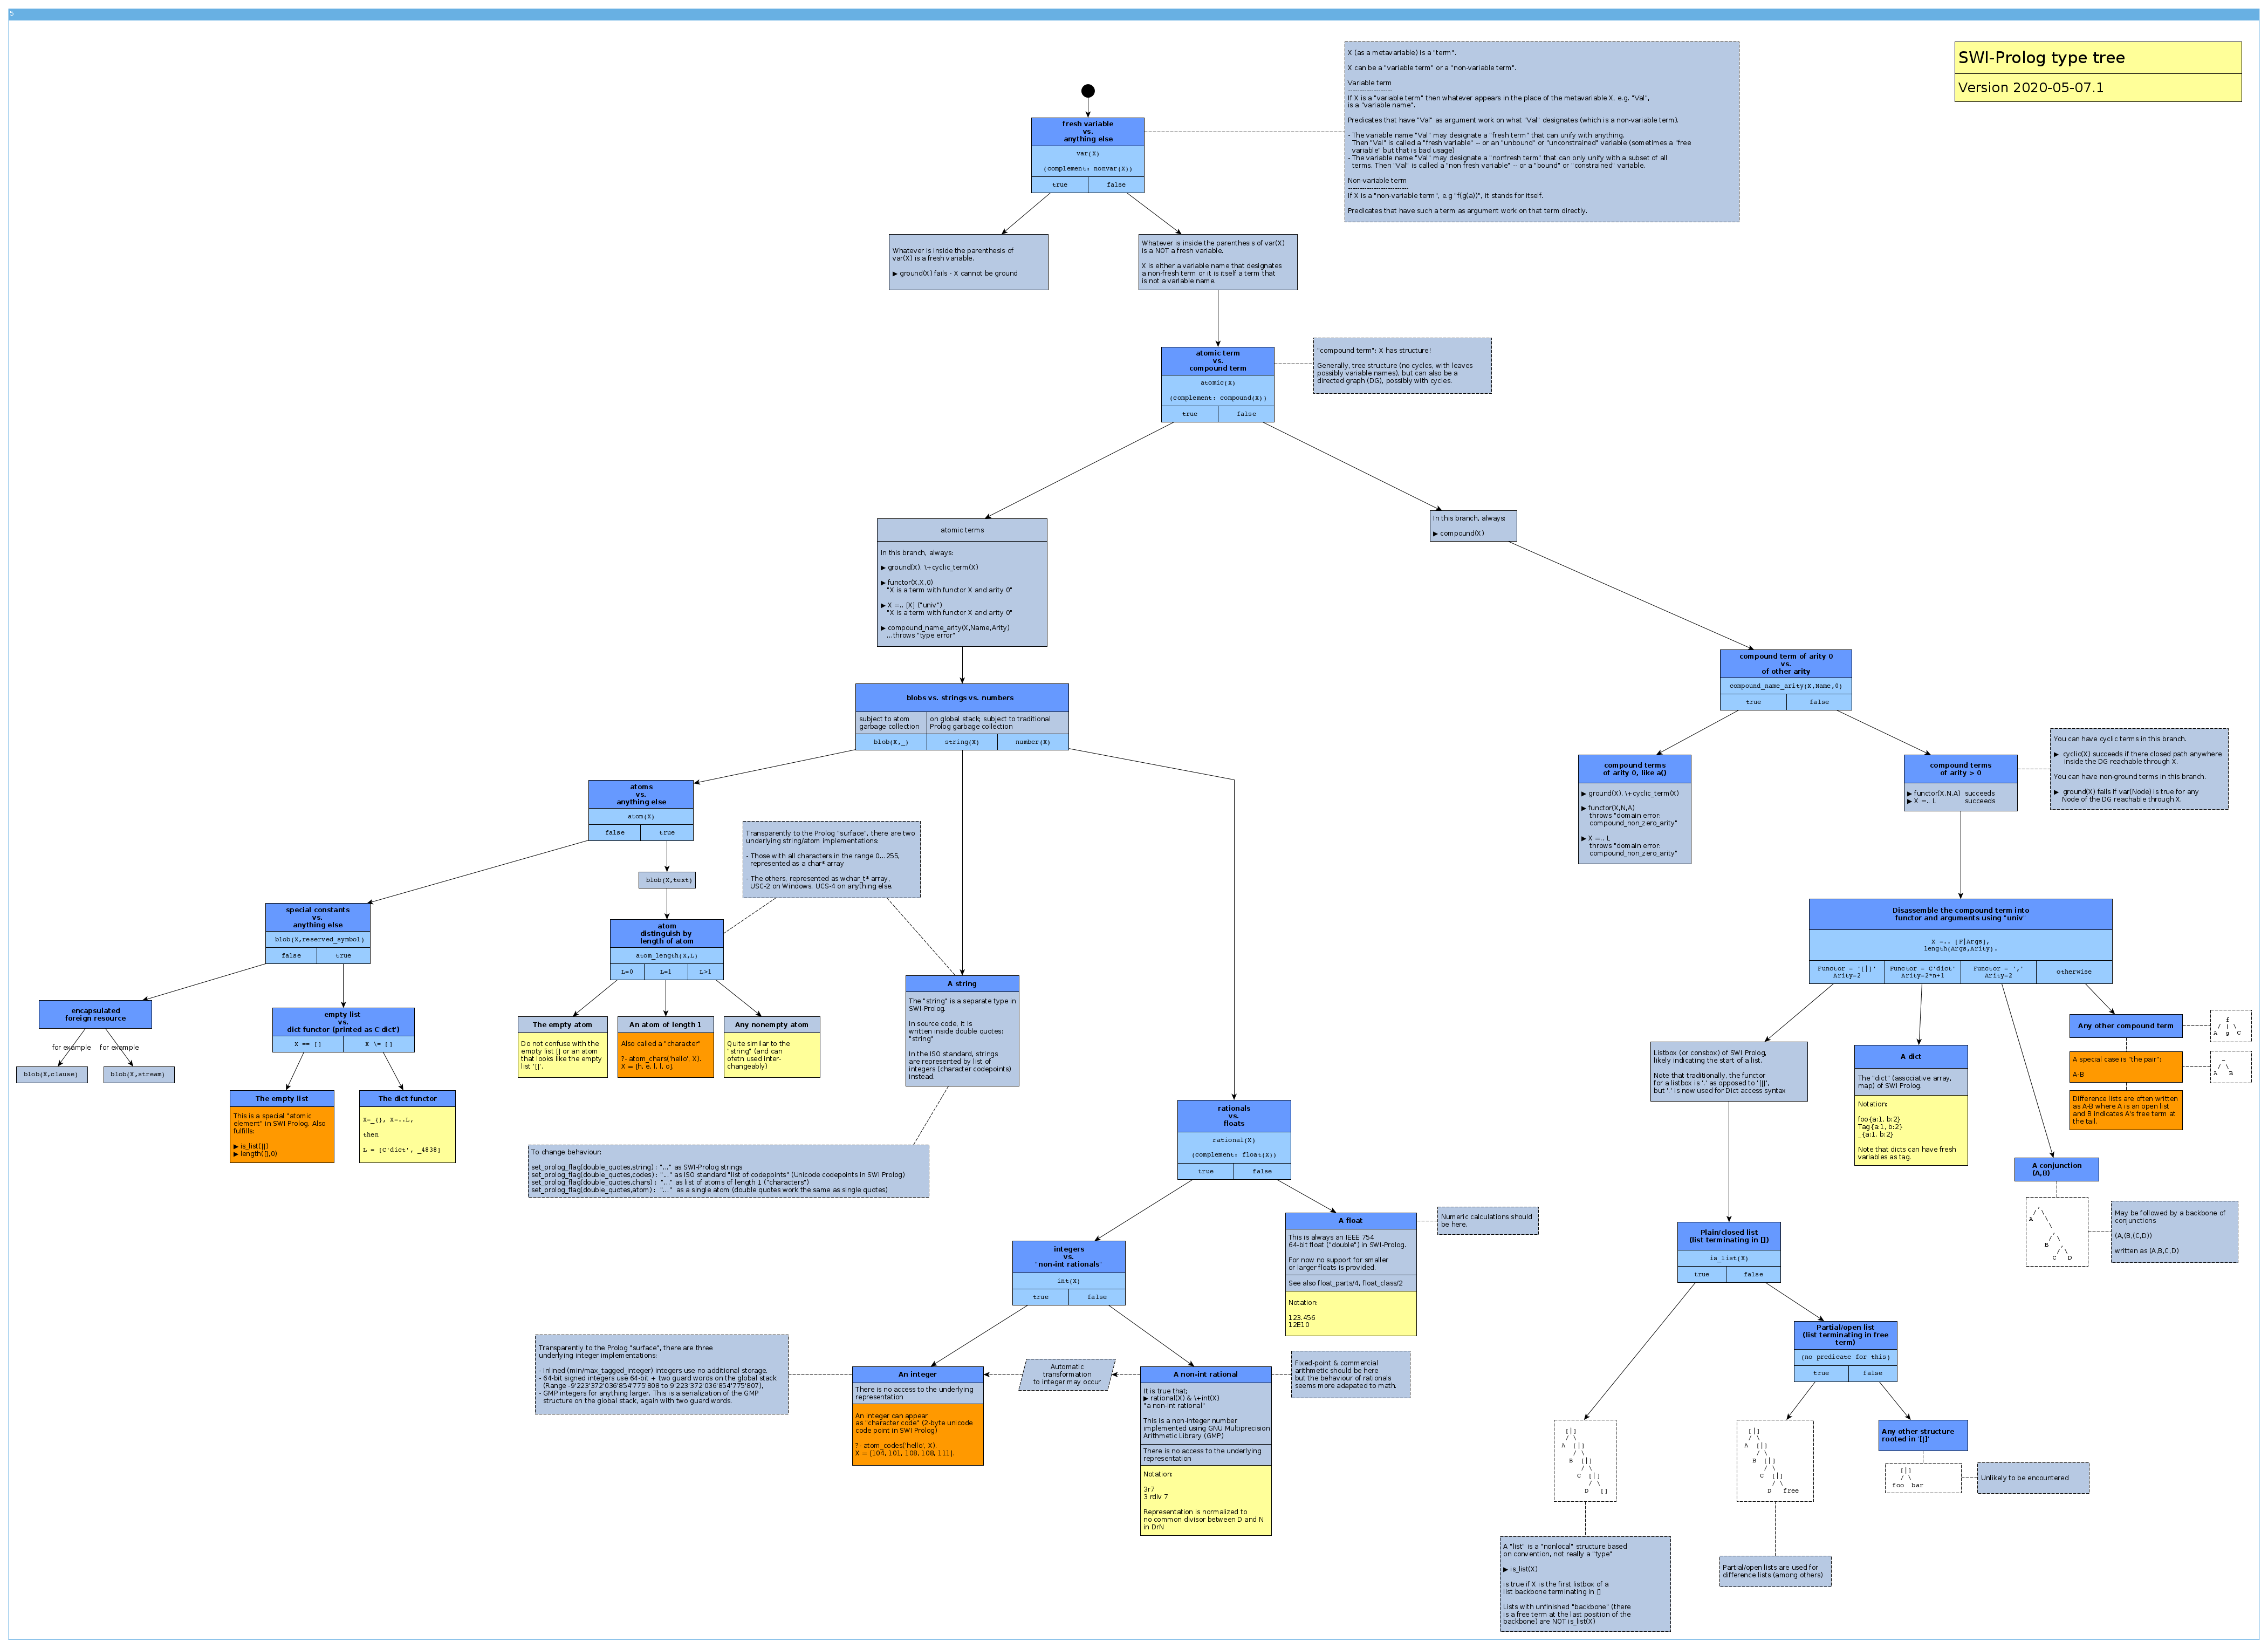 SWI-Prolog type tree
Version 2020-05-07.1
X (as a metavariable) is a "term".
X can be a "variable term" or a "non-variable term".
Variable term
-------------------
If X is a "variable term" then whatever appears in the place of the metavariable X, e.g. "Val",
is a "variable name".
Predicates that have "Val" as argument work on what "Val" designates (which is a non-variable term).
- The variable name "Val" may designate a "fresh term" that can unify with anything.
Then "Val" is called a "fresh variable" -- or an "unbound" or "unconstrained" variable (sometimes a "free
variable" but that is bad usage)
- The variable name "Val" may designate a "nonfresh term" that can only unify with a subset of all
terms. Then "Val" is called a "non fresh variable" -- or a "bound" or "constrained" variable.
Non-variable term
--------------------------
If X is a "non-variable term", e.g "f(g(a))", it stands for itself.
Predicates that have such a term as argument work on that term directly.
fresh variable
vs.
anything else
var(X)
(complement: nonvar(X))
true false
Whatever is inside the parenthesis of
var(X) is a fresh variable.
▶ ground(X) fails - X cannot be ground
Whatever is inside the parenthesis of var(X)
is a NOT a fresh variable.
X is either a variable name that designates
a non-fresh term or it is itself a term that
is not a variable name.
atomic term
vs.
compound term
atomic(X)
(complement: compound(X))
true false
"compound term": X has structure!
Generally, tree structure (no cycles, with leaves
possibly variable names), but can also be a
directed graph (DG), possibly with cycles.
atomic terms
In this branch, always:
▶ ground(X), \+cyclic_term(X)
▶ functor(X,X,0)
"X is a term with functor X and arity 0"
▶ X =.. [X] ("univ")
"X is a term with functor X and arity 0"
▶ compound_name_arity(X,Name,Arity)
...throws "type error"
In this branch, always:
▶ compound(X)
blobs vs. strings vs. numbers
subject to atom
garbage collection
on global stack; subject to traditional
Prolog garbage collection
blob(X,_) string(X) number(X)
compound term of arity 0
vs.
of other arity
compound_name_arity(X,Name,0)
true false
compound terms
of arity 0, like a()
▶ ground(X), \+cyclic_term(X)
▶ functor(X,N,A)
throws "domain error:
compound_non_zero_arity"
▶ X =.. L
throws "domain error:
compound_non_zero_arity"
compound terms
of arity > 0
▶ functor(X,N,A) succeeds
▶ X =.. L succeeds
You can have cyclic terms in this branch.
▶ cyclic(X) succeeds if there closed path anywhere
inside the DG reachable through X.
You can have non-ground terms in this branch.
▶ ground(X) fails if var(Node) is true for any
Node of the DG reachable through X.
atoms
vs.
anything else
atom(X)
false true
blob(X,text)
Transparently to the Prolog "surface", there are two
underlying string/atom implementations:
- Those with all characters in the range 0...255,
represented as a char* array
- The others, represented as wchar_t* array,
USC-2 on Windows, UCS-4 on anything else.
special constants
vs.
anything else
blob(X,reserved_symbol)
false true
atom
distinguish by
length of atom
atom_length(X,L)
L=0 L=1 L>1
encapsulated
foreign resource
for example for example
blob(X,clause) blob(X,stream)
empty list
vs.
dict functor (printed as C'dict')
X == [] X \= []
The empty list
This is a special "atomic
element" in SWI Prolog. Also
fulfills:
▶ is_list([])
▶ length([],0)
The dict functor
X=_{}, X=..L,
then
L = [C'dict', _4838]
The empty atom
Do not confuse with the
empty list [] or an atom
that looks like the empty
list '[]'.
An atom of length 1
Also called a "character"
?- atom_chars('hello', X).
X = [h, e, l, l, o].
Any nonempty atom
Quite similar to the
"string" (and can
ofetn used inter-
changeably)
A string
The "string" is a separate type in
SWI-Prolog.
In source code, it is
written inside double quotes:
"string"
In the ISO standard, strings
are represented by list of
integers (character codepoints)
instead.
To change behaviour:
set_prolog_flag(double_quotes,string) : "..." as SWI-Prolog strings
set_prolog_flag(double_quotes,codes) : "..." as ISO standard "list of codepoints" (Unicode codepoints in SWI Prolog)
set_prolog_flag(double_quotes,chars) : "..." as list of atoms of length 1 ("characters")
set_prolog_flag(double_quotes,atom) : "..." as a single atom (double quotes work the same as single quotes)
rationals
vs.
floats
rational(X)
(complement: float(X))
true false
integers
vs.
"non-int rationals"
int(X)
true false
A float
This is always an IEEE 754
64-bit float ("double") in SWI-Prolog.
For now no support for smaller
or larger floats is provided.
See also float_parts/4, float_class/2
Notation:
123.456
12E10
Numeric calculations should
be here.
Transparently to the Prolog "surface", there are three
underlying integer implementations:
- Inlined (min/max_tagged_integer) integers use no additional storage.
- 64-bit signed integers use 64-bit + two guard words on the global stack
(Range -9'223'372'036'854'775'808 to 9'223'372'036'854'775'807),
- GMP integers for anything larger. This is a serialization of the GMP
structure on the global stack, again with two guard words.
An integer
There is no access to the underlying
representation
An integer can appear
as "character code" (2-byte unicode
code point in SWI Prolog)
?- atom_codes('hello', X).
X = [104, 101, 108, 108, 111].
Automatic
transformation
to integer may occur
A non-int rational
It is true that;
▶ rational(X) & \+int(X)
"a non-int rational"
This is a non-integer number
implemented using GNU Multiprecision
Arithmetic Library (GMP)
There is no access to the underlying
representation
Notation:
3r7
3 rdiv 7
Representation is normalized to
no common divisor between D and N
in DrN
Fixed-point & commercial
arithmetic should be here
but the behaviour of rationals
seems more adapated to math.
Disassemble the compound term into
functor and arguments using "univ"
X =.. [F|Args],
length(Args,Arity).
Functor = '[|]'
Arity=2
Functor = C'dict'
Arity=2*n+1
Functor = ','
Arity=2
otherwise
Listbox (or consbox) of SWI Prolog,
likely indicating the start of a list.
Note that traditionally, the functor
for a listbox is '.' as opposed to '[|]',
but '.' is now used for Dict access syntax
A dict
The "dict" (associative array,
map) of SWI Prolog.
Notation:
foo{a:1, b:2}
Tag{a:1, b:2}
_{a:1, b:2}
Note that dicts can have fresh
variables as tag.
Any other compound term
f
/ | \
A g C
A special case is "the pair":
A-B
-
/ \
A B
Difference lists are often written
as A-B where A is an open list
and B indicates A's free term at
the tail.
A conjunction
(A,B)
,
/ \
A \
,
/ \
B ,
/ \
C D
May be followed by a backbone of
conjunctions
(A,(B,(C,D))
written as (A,B,C,D)
Plain/closed list
(list terminating in [])
is_list(X)
true false
Partial/open list
(list terminating in free
term)
(no predicate for this)
true false
[|]
/ \
A [|]
/ \
B [|]
/ \
C [|]
/ \
D []
[|]
/ \
A [|]
/ \
B [|]
/ \
C [|]
/ \
D free
Any other structure
rooted in '[|]'
[|]
/ \
foo bar
Unlikely to be encountered
A "list" is a "nonlocal" structure based
on convention, not really a "type"
▶ is_list(X)
is true if X is the first listbox of a
list backbone terminating in []
Lists with unfinished "backbone" (there
is a free term at the last position of the
backbone) are NOT is_list(X)
Partial/open lists are used for
difference lists (among others)